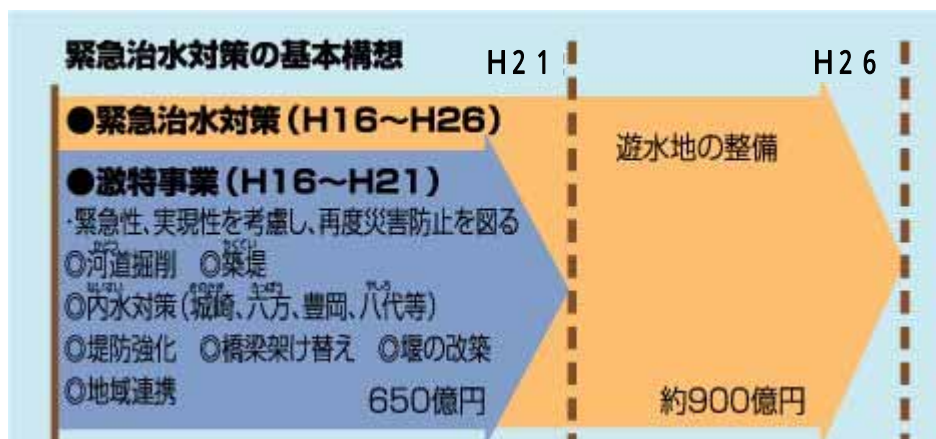 緊急治水対策の基本構想
H21
H26
●緊急治水対策(H16～H26)
遊水地の整備
●激特事業(H16～H21)
・緊急性、実現性を考慮し、再度災害防止を図る
◎河道掘削 ◎築堤
◎内水対策(城崎、六方、豊岡、八代等)
◎堤防強化 ◎橋梁架け替え ◎堰の改築
◎地域連携
650億円
約900億円